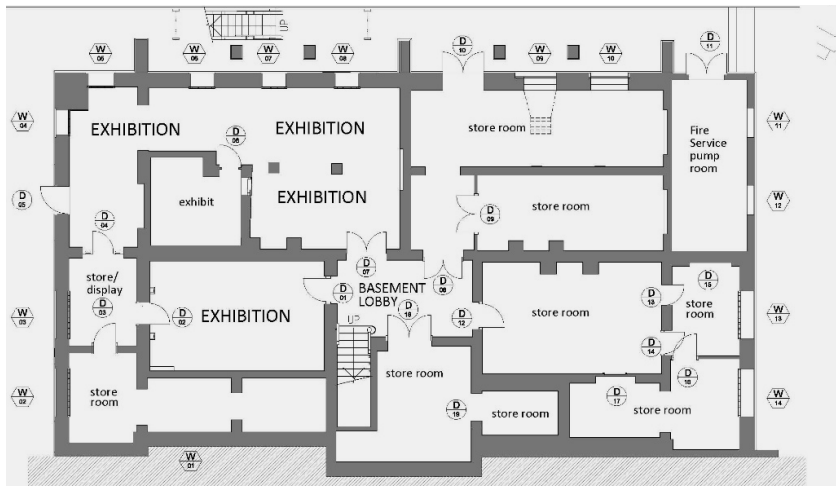 UP
D
10
D
11
W
05
W
06
W
07
W
08
W
09
W
10
W
04
EXHIBITION
EXHIBITION
D
06
store room
Fire
Service
pump
room
W
11
D
05
exhibit
EXHIBITION
D
04
D
09
store room
W
12
D
07
store/
display
D
03
D
02
EXHIBITION
D
01
BASEMENT
LOBBY
UP
D
D
D
12
store room
D
13
D
15
store
room
D
14
D
W
03
W
13
W
02
store
room
store room
D
19
store room
D
17
store room
W
14
W
01